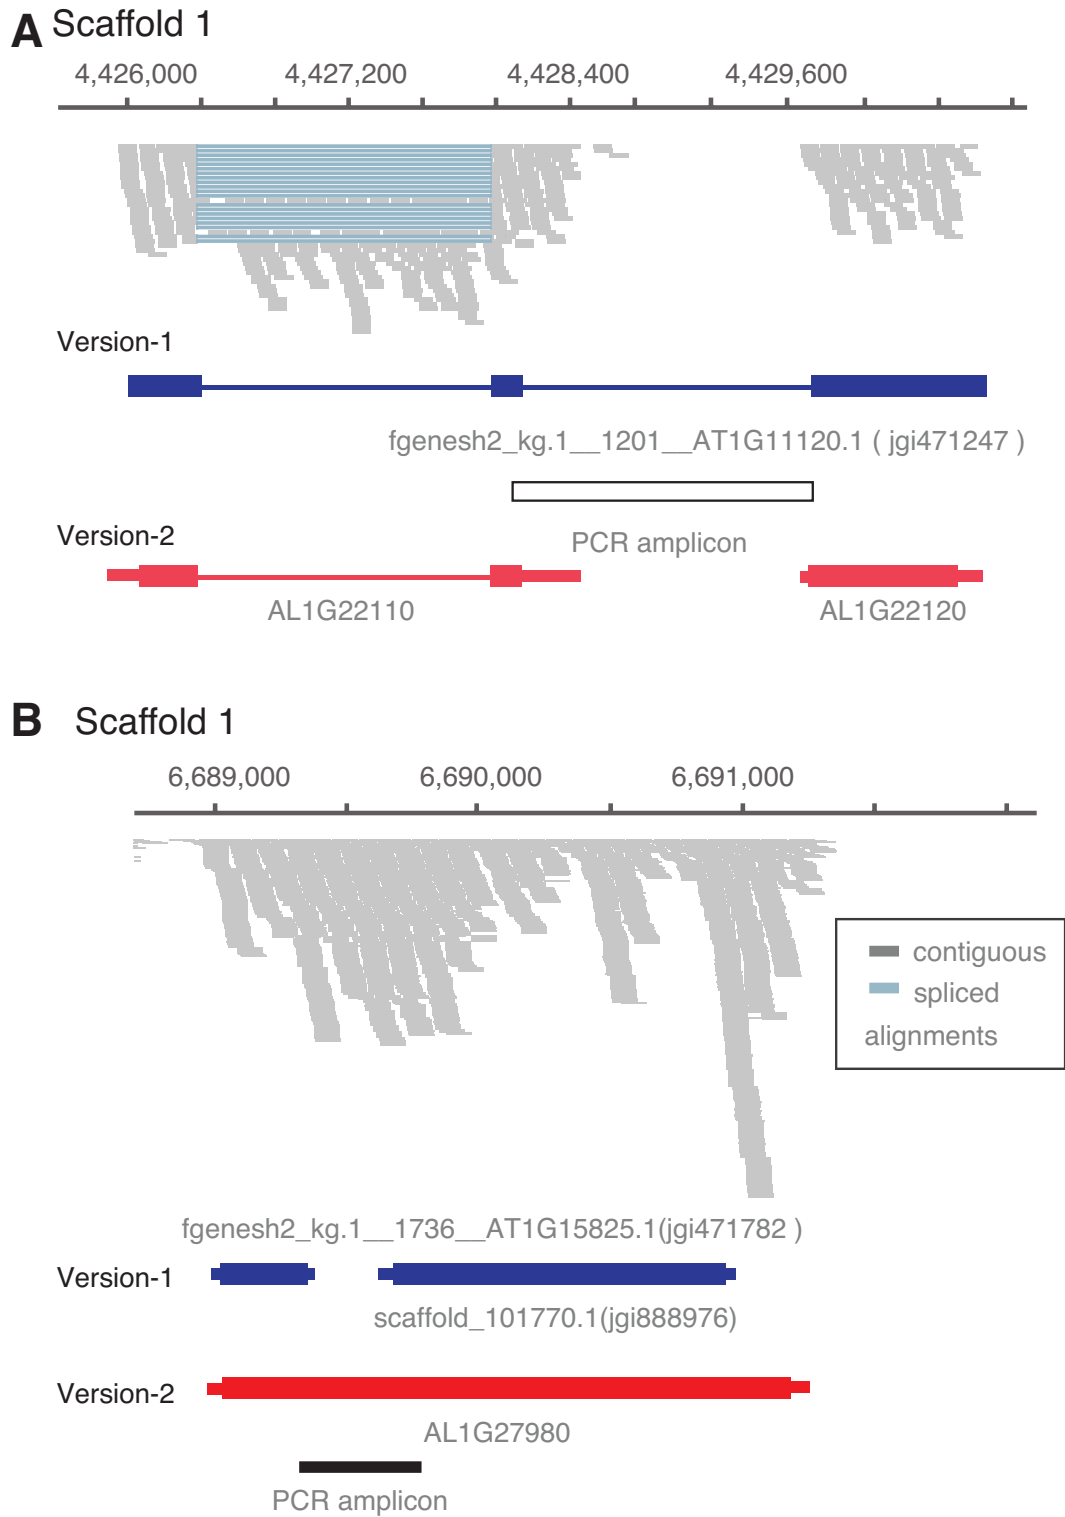 A Scaffold 1
4,426,000 4,427,200 4,428,400 4,429,600
Version-1
fgenesh2_kg.1__1201__AT1G11120.1 ( jgi471247 )
PCR amplicon
Version-2
AL1G22110 AL1G22120
B Scaffold 1
6,689,000 6,690,000 6,691,000
contiguous
spliced
alignments
fgenesh2_kg.1__1736__AT1G15825.1(jgi471782 )
Version-1
scaffold_101770.1(jgi888976)
Version-2
AL1G27980
PCR amplicon